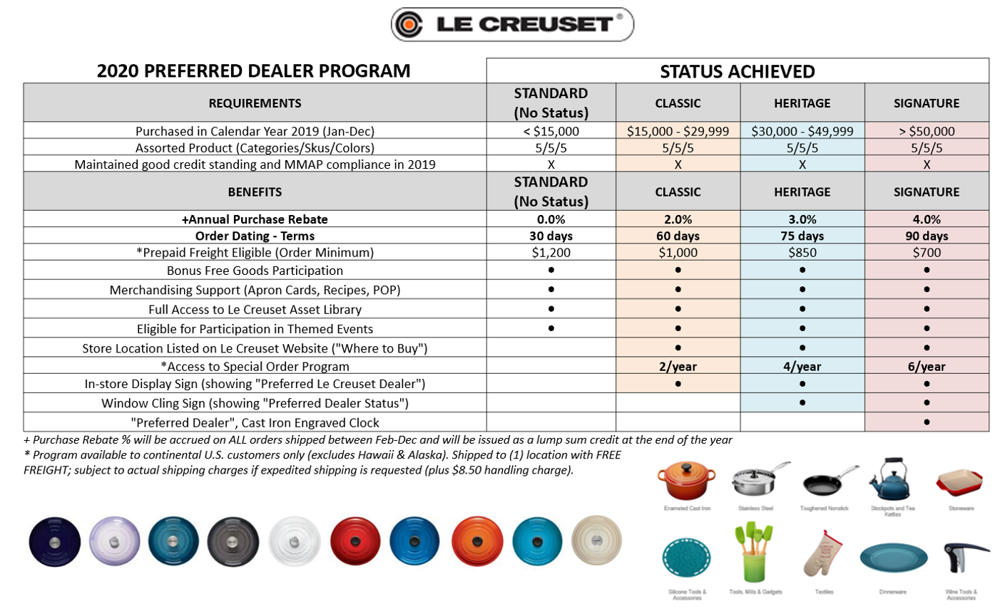 LE CREUSET®
2020 PREFERRED DEALER PROGRAM STATUS ACHIEVED
REQUIREMENTS STANDARD (No Status) CLASSIC HERITAGE SIGNATURE
Purchased in Calendar Year 2019 (Jan-Dec) < $15,000 $15,000 - $29,999 $30,000 - $49,999 > $50,000
Assorted Product (Categories/Skus/Colors) 5/5/5 5/5/5 5/5/5 5/5/5
Maintained good credit standing and MMAP compliance in 2019 X X X X
BENEFITS STANDARD (No Status) CLASSIC HERITAGE SIGNATURE
+Annual Purchase Rebate 0.0% 2.0% 3.0% 4.0%
Order Dating - Terms 30 days 60 days 75 days 90 days
*Prepaid Freight Eligible (Order Minimum) $1,200 $1,000 $850 $700
Bonus Free Goods Participation • • • •
Merchandising Support (Apron Cards, Recipes, POP) • • • •
Full Access to Le Creuset Asset Library • • • •
Eligible for Participation in Themed Events • • • •
Store Location Listed on Le Creuset Website ("Where to Buy") • • •
*Access to Special Order Program 2/year 4/year 6/year
In-store Display Sign (showing "Preferred Le Creuset Dealer") • • •
Window Cling Sign (showing "Preferred Dealer Status") • •
"Preferred Dealer", Cast Iron Engraved Clock •
+ Purchase Rebate % will be accrued on ALL orders shipped between Feb-Dec and will be issued as a lump sum credit at the end of the year
* Program available to continental U.S. customers only (excludes Hawaii & Alaska). Shipped to (1) location with FREE
FREIGHT; subject to actual shipping charges if expedited shipping is requested (plus $8.50 handling charge).
Enameled Cast Iron Stainless Steel Toughened Nonstick Stockpots and Tea Kettles Stoneware
Silicone Tools & Accessories Tools, Mills & Gadgets Textiles Dinnerware Wine Tools & Accessories